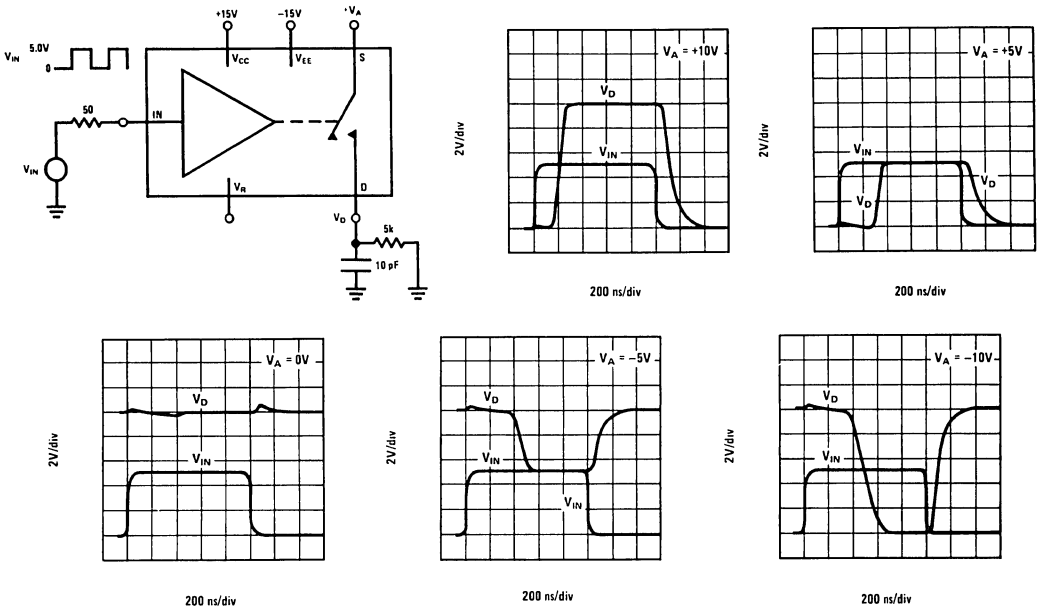 +15V
-15V
+VA
VIN
5.0V
0
VCC
VEE
S
50
IN
VIN
VR
D
VD
5k
10 pF
VA = +10V
VD
VIN
2V/div
200 ns/div
VA = +5V
VIN
VD
VD
2V/div
200 ns/div
VA = 0V
VD
VIN
2V/div
200 ns/div
VA = −5V
VD
VIN
VIN
2V/div
200 ns/div
VA = −10V
VD
VIN
2V/div
200 ns/div